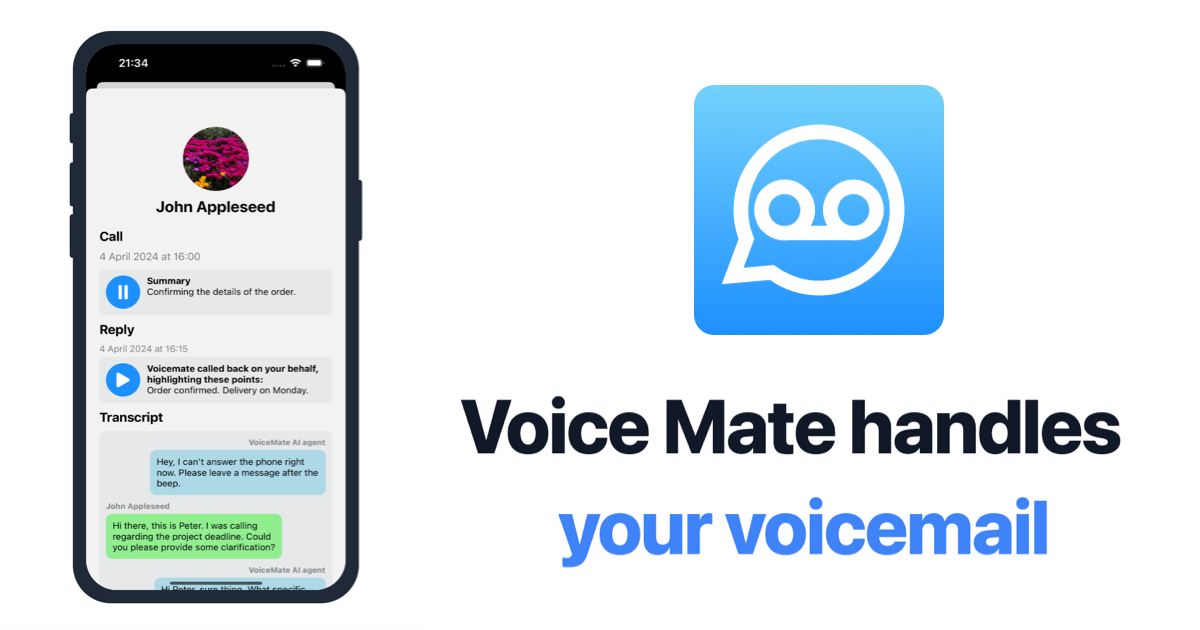 21:34
John Appleseed
Call
4 April 2024 at 16:00
Summary
Confirming the details of the order.
Reply
4 April 2024 at 16:15
Voicemate called back on your behalf,
highlighting these points:
Order confirmed. Delivery on Monday.
Transcript
VoiceMate AI agent
Hey, I can't answer the phone right
now. Please leave a message after the
beep.
John Appleseed
Hi there, this is Peter. I was calling
regarding the project deadline. Could
you please provide some clarification?
VoiceMate AI agent
Hi Peter, sure thing. What specific
Voice Mate handles
your voicemail